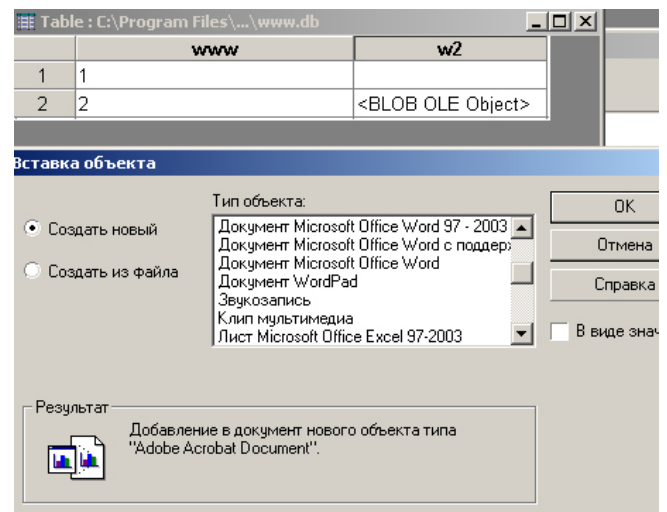 Table : C:\Program Files\...\www.db
www w2
1 1
2 2 <BLOB OLE Object>
Вставка объекта
Тип объекта:
Создать новый
Создать из файла
Документ Microsoft Office Word 97 - 2003
Документ Microsoft Office Word с поддер
Документ Microsoft Office Word
Документ WordPad
Звукозапись
Клип мультимедиа
Лист Microsoft Office Excel 97-2003
OK
Отмена
Справка
В виде знач
Результат
Добавление в документ нового объекта типа
"Adobe Acrobat Document".